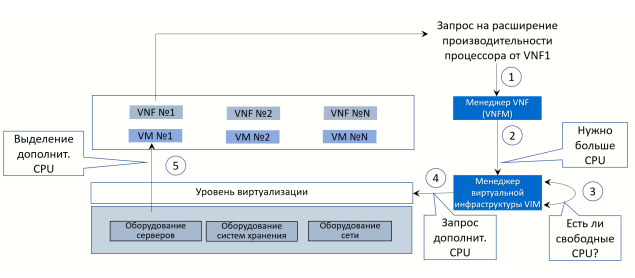 Запрос на расширение
производительности
процессора от VNF1
1
Менеджер VNF
(VNFM)
2
Нужно
больше
CPU
VNF №1
VNF №2
VNF №N
VM №1
VM №2
VM №N
Выделение
дополнит.
CPU
5
Уровень виртуализации
4
Менеджер
виртуальной
инфраструктуры VIM
3
Оборудование
серверов
Оборудование
систем хранения
Оборудование
сети
Запрос
дополнит.
CPU
Есть ли
свободные
CPU?